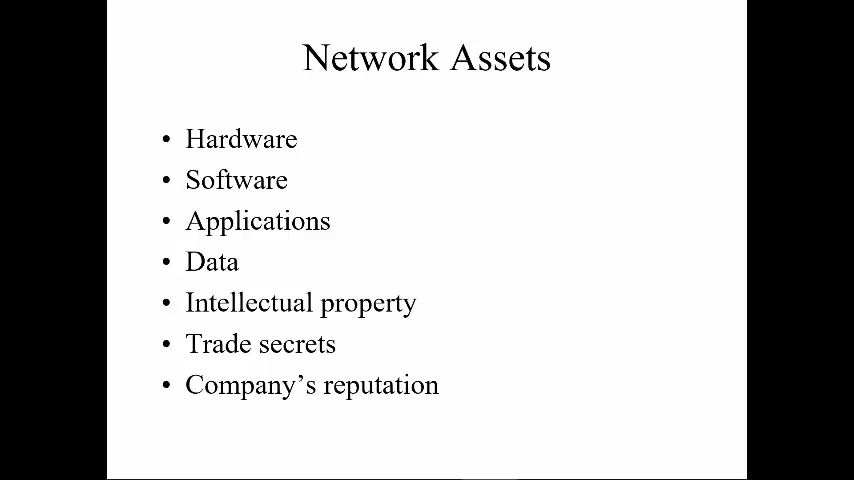 Network Assets
• Hardware
• Software
• Applications
• Data
• Intellectual property
• Trade secrets
• Company’s reputation